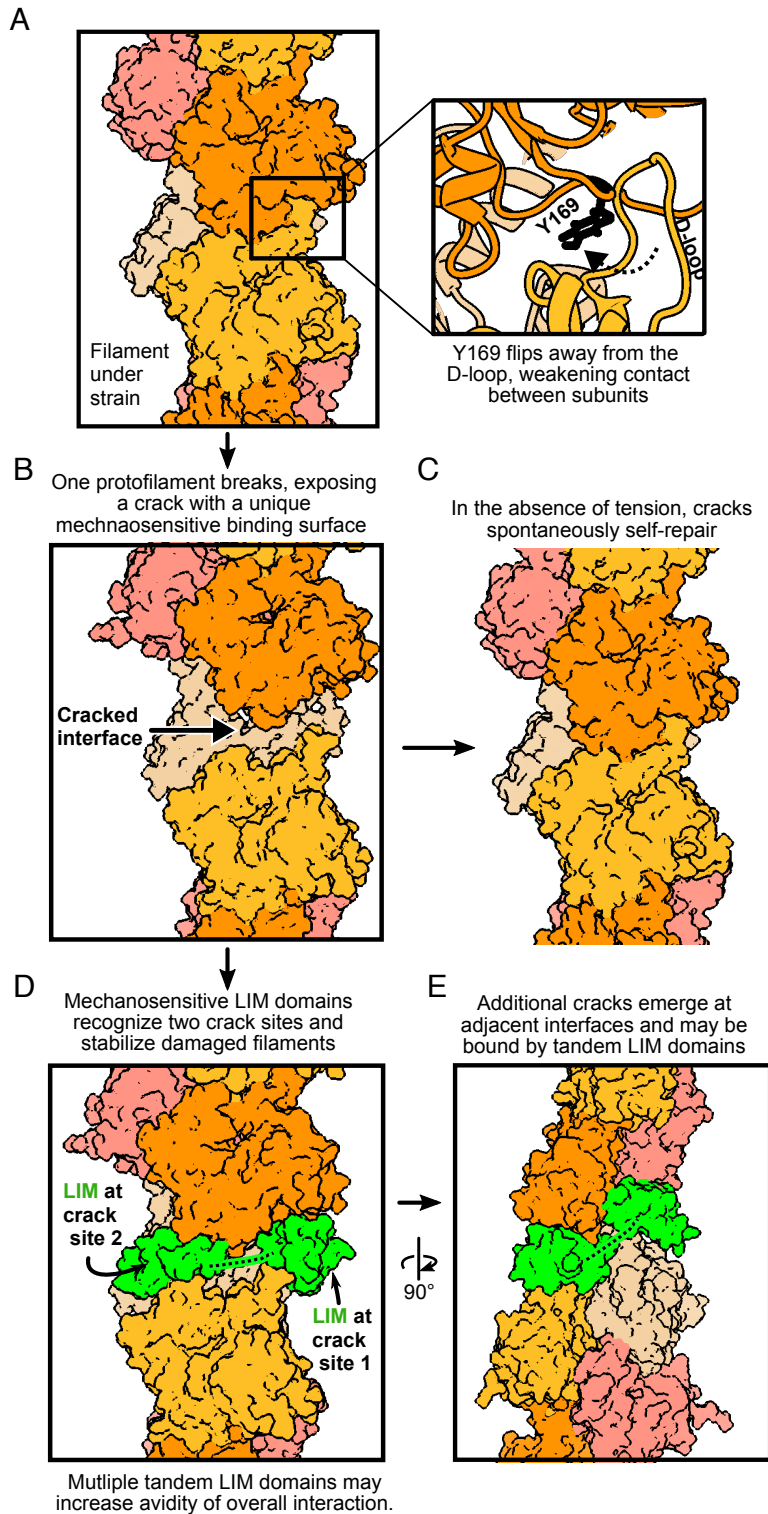 A
Filament
under
strain
Y169
D-loop
Y169 flips away from the
D-loop, weakening contact
between subunits
B
One protofilament breaks, exposing
a crack with a unique
mechnaosensitive binding surface
Cracked
interface
C
In the absence of tension, cracks
spontaneously self-repair
D
Mechanosensitive LIM domains
recognize two crack sites and
stabilize damaged filaments
LIM at
crack
site 2
LIM at
crack
site 1
Mutliple tandem LIM domains may
increase avidity of overall interaction.
E
Additional cracks emerge at
adjacent interfaces and may be
bound by tandem LIM domains
90°